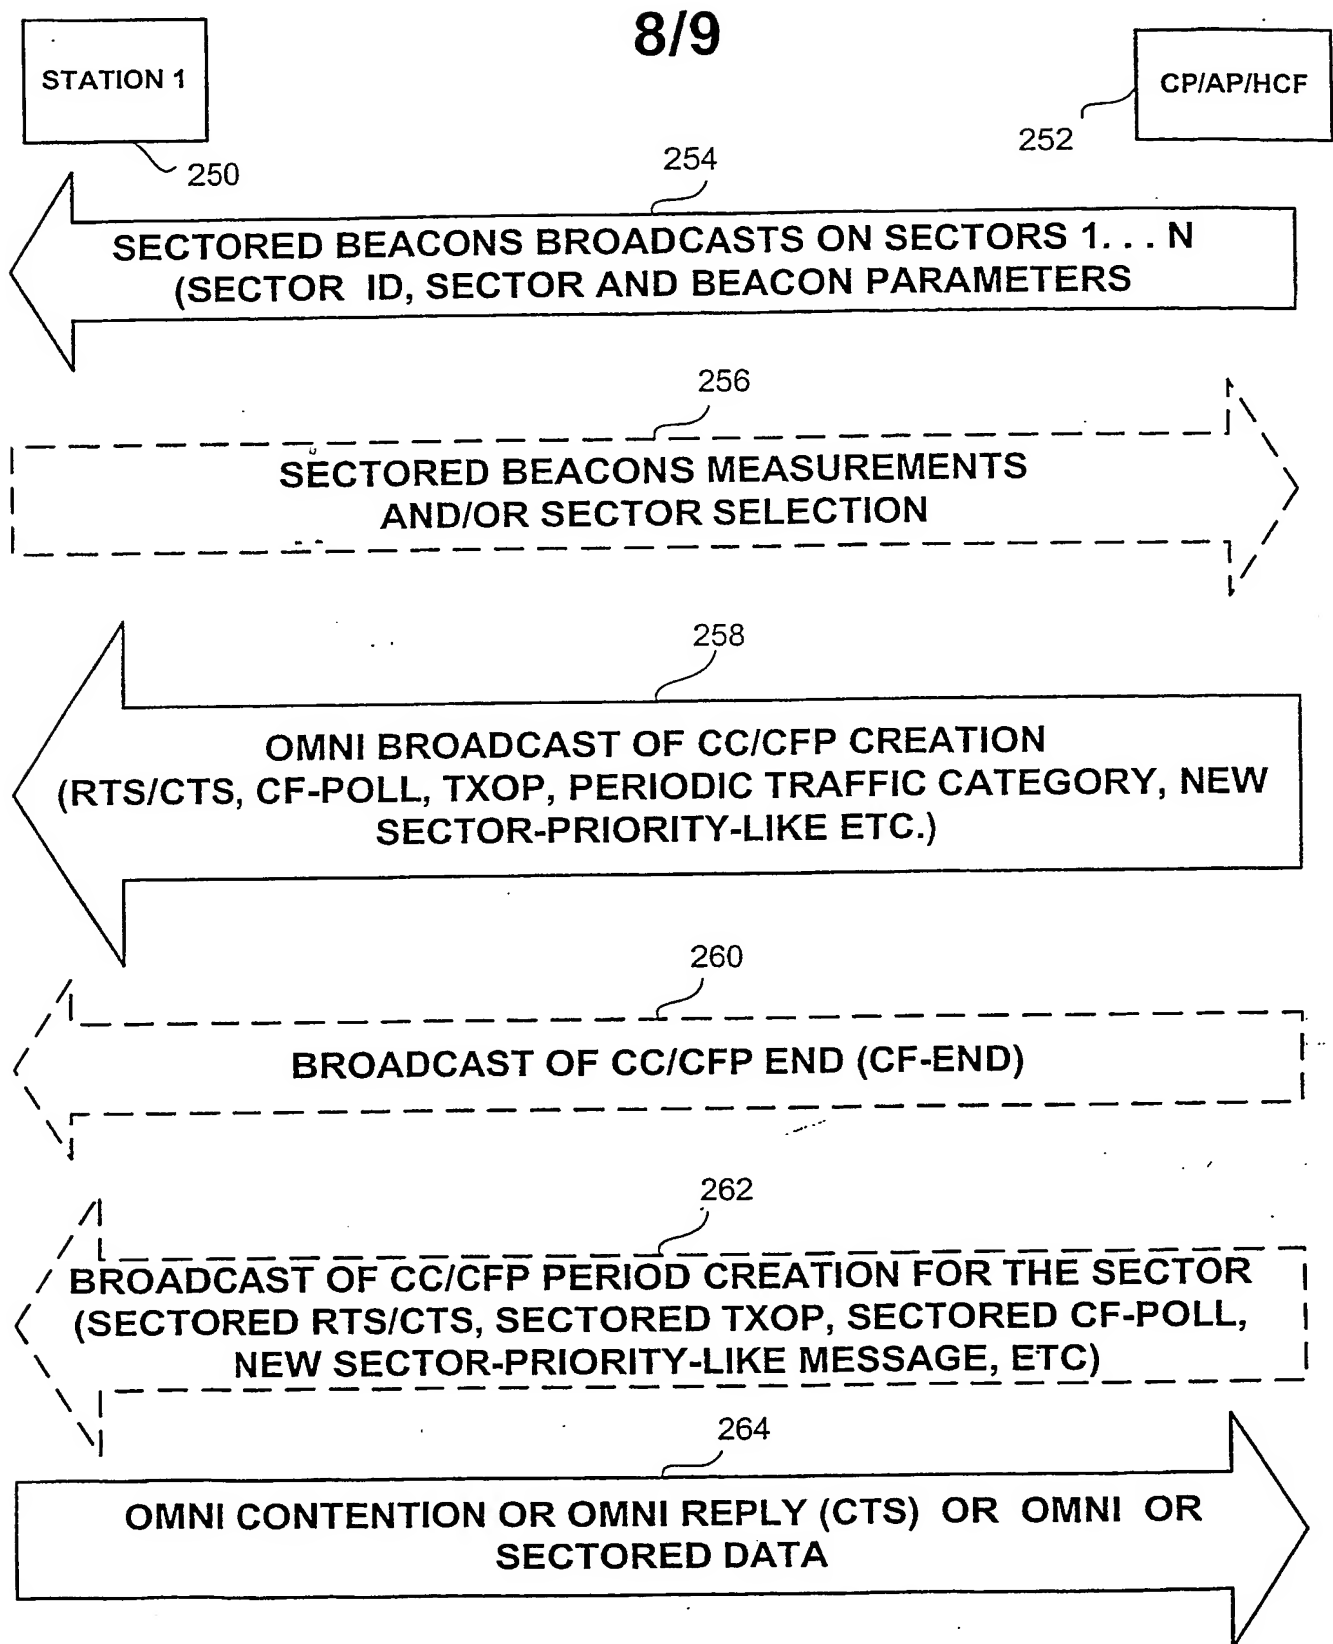 8/9
STATION 1
CP/AP/HCF
250
252
254
SECTORED BEACONS BROADCASTS ON SECTORS 1. . . N
(SECTOR ID, SECTOR AND BEACON PARAMETERS
256
SECTORED BEACONS MEASUREMENTS
AND/OR SECTOR SELECTION
258
OMNI BROADCAST OF CC/CFP CREATION
(RTS/CTS, CF-POLL, TXOP, PERIODIC TRAFFIC CATEGORY, NEW
SECTOR-PRIORITY-LIKE ETC.)
260
BROADCAST OF CC/CFP END (CF-END)
262
BROADCAST OF CC/CFP PERIOD CREATION FOR THE SECTOR
(SECTORED RTS/CTS, SECTORED TXOP, SECTORED CF-POLL,
NEW SECTOR-PRIORITY-LIKE MESSAGE, ETC)
264
OMNI CONTENTION OR OMNI REPLY (CTS) OR OMNI OR
SECTORED DATA